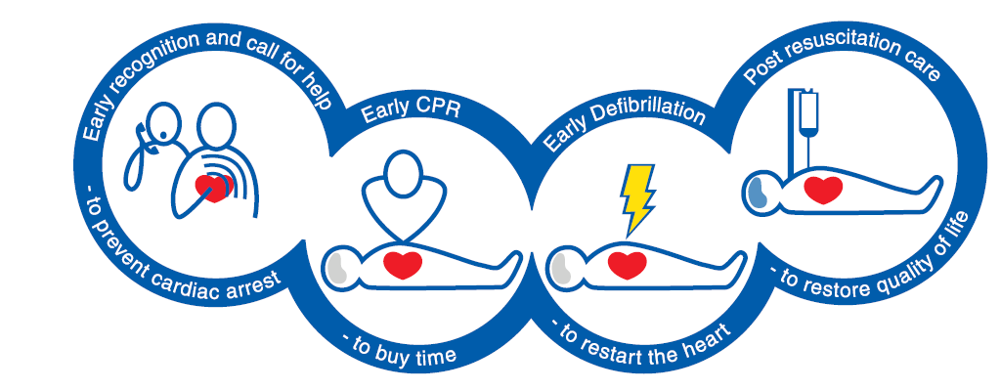 Early recognition and call for help
- to prevent cardiac arrest
Early CPR
- to buy time
Early Defibrillation
- to restart the heart
Post resuscitation care
- to restore quality of life